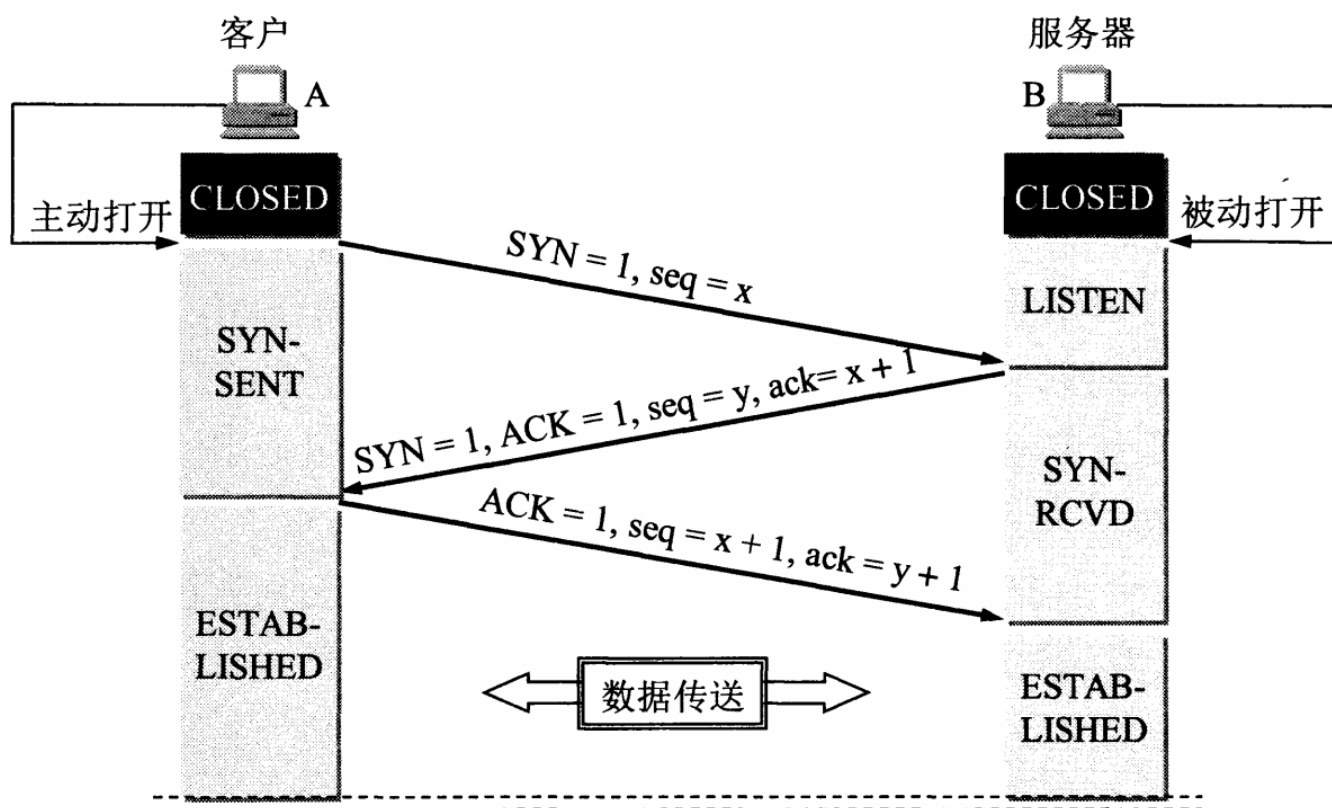 客户
服务器
A
B
CLOSED
CLOSED
主动打开
被动打开
SYN = 1, seq = x
LISTEN
SYN-
SENT
SYN = 1, ACK = 1, seq = y, ack= x + 1
SYN-
RCVD
ACK = 1, seq = x + 1, ack = y + 1
ESTAB-
LISHED
数据传送
ESTAB-
LISHED